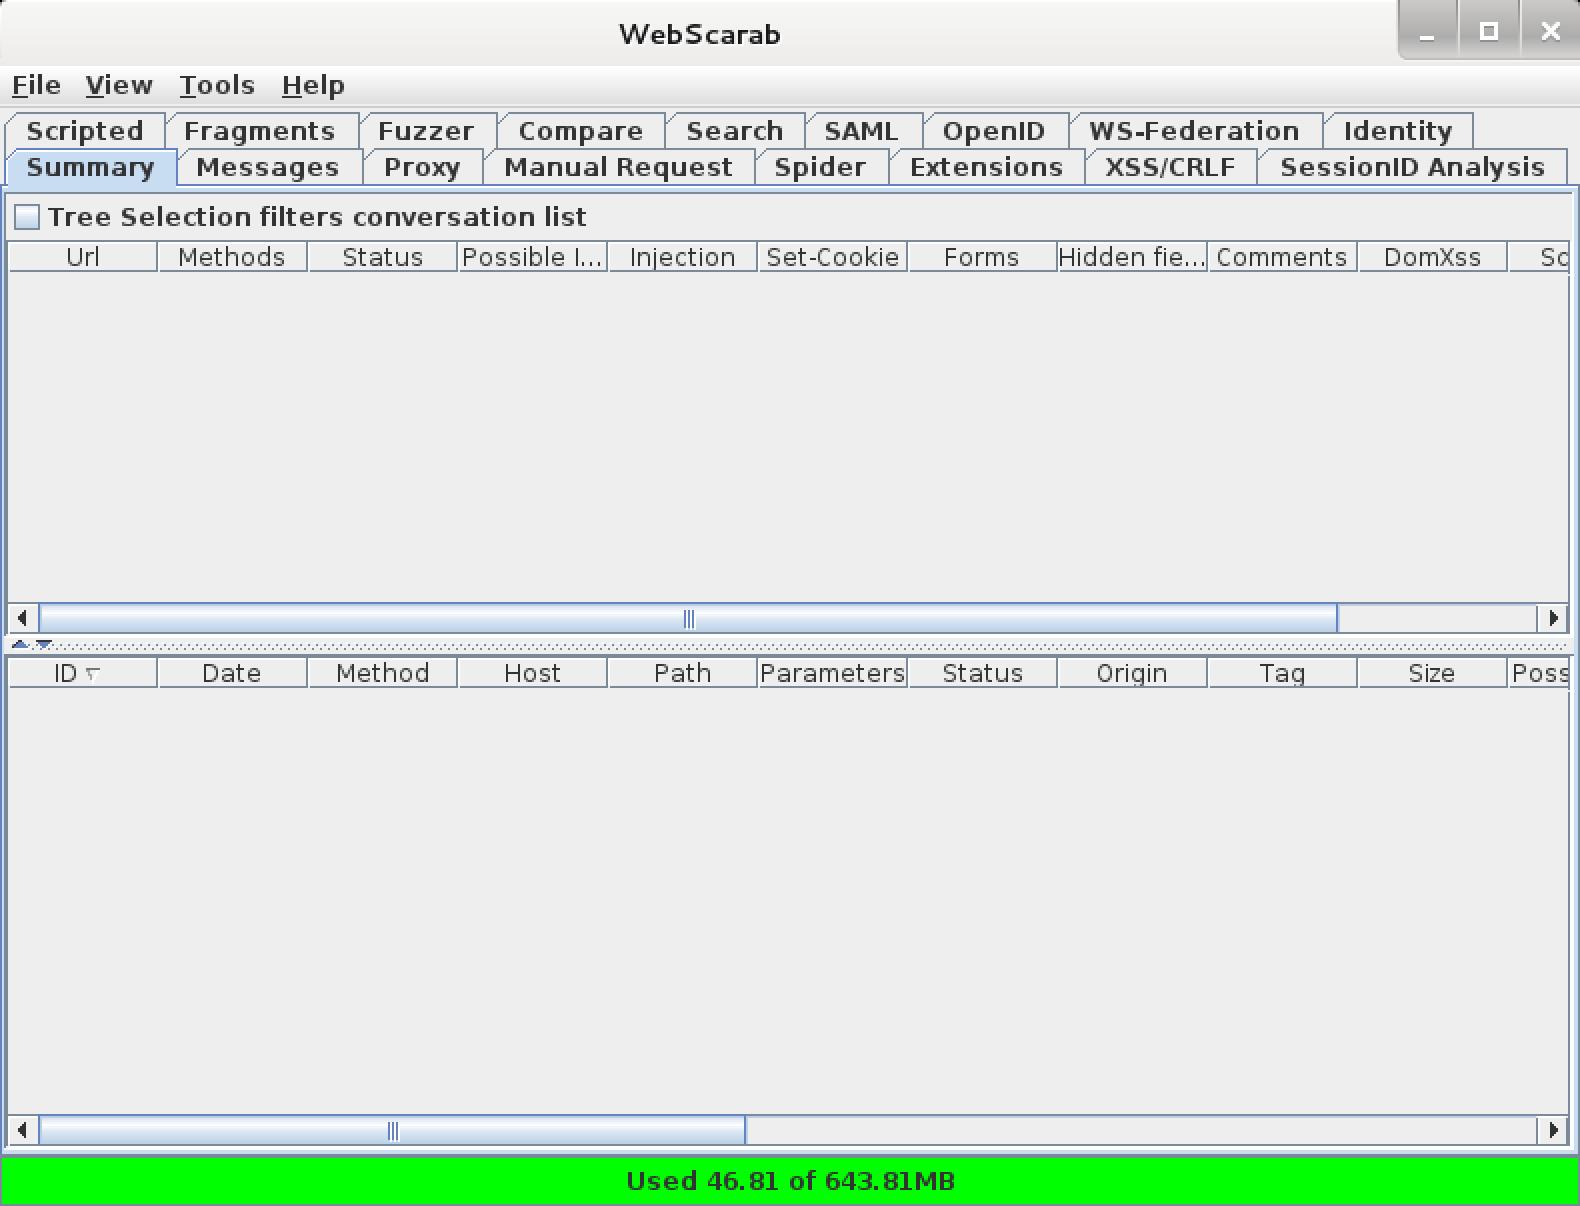 WebScarab
File View Tools Help
Scripted Fragments Fuzzer Compare Search SAML OpenID WS-Federation Identity
Summary Messages Proxy Manual Request Spider Extensions XSS/CRLF SessionID Analysis
Tree Selection filters conversation list
Url Methods Status Possible I... Injection Set-Cookie Forms Hidden fie... Comments DomXss Sc
ID Date Method Host Path Parameters Status Origin Tag Size Poss
Used 46.81 of 643.81MB